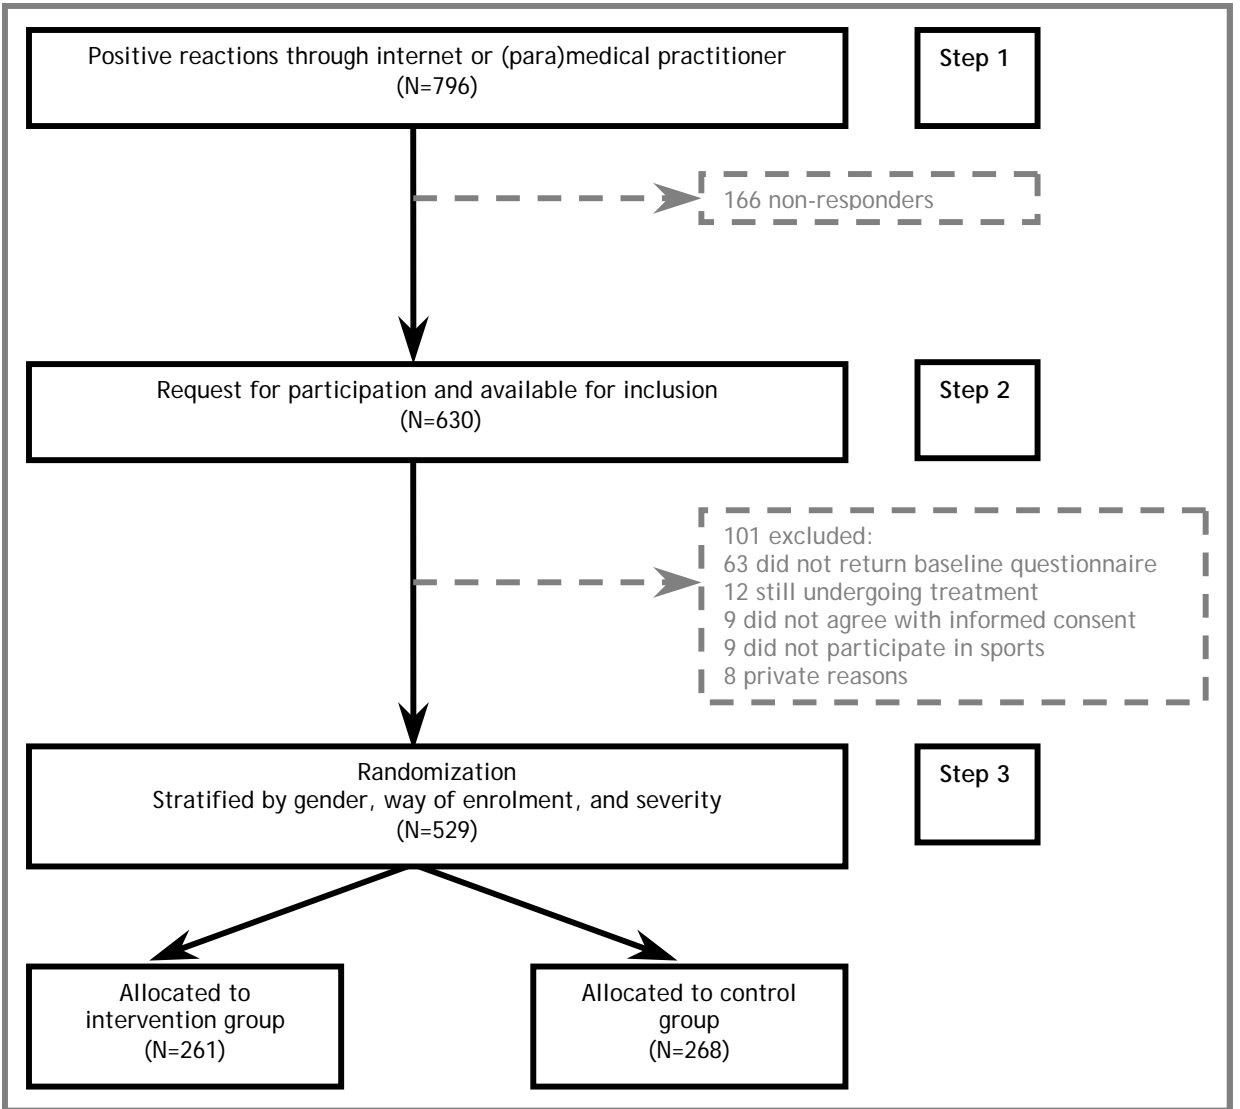 Positive reactions through internet or (para)medical practitioner
(N=796)
Step 1
166 non-responders
Request for participation and available for inclusion
(N=630)
Step 2
101 excluded:
63 did not return baseline questionnaire
12 still undergoing treatment
9 did not agree with informed consent
9 did not participate in sports
8 private reasons
Randomization
Stratified by gender, way of enrolment, and severity
(N=529)
Step 3
Allocated to
intervention group
(N=261)
Allocated to control
group
(N=268)